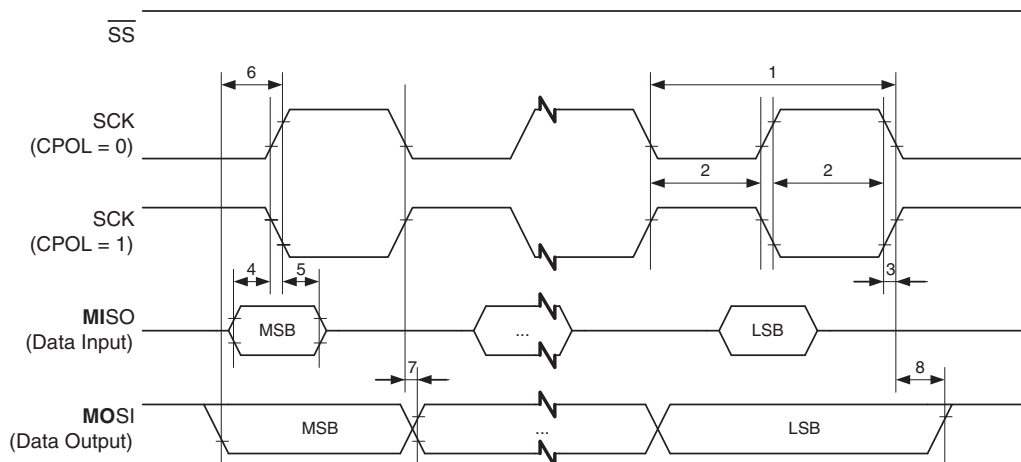 SS
6
1
SCK
(CPOL = 0)
2
2
SCK
(CPOL = 1)
4
5
3
MISO
(Data Input)
MSB
...
LSB
7
8
MOSI
(Data Output)
MSB
...
LSB